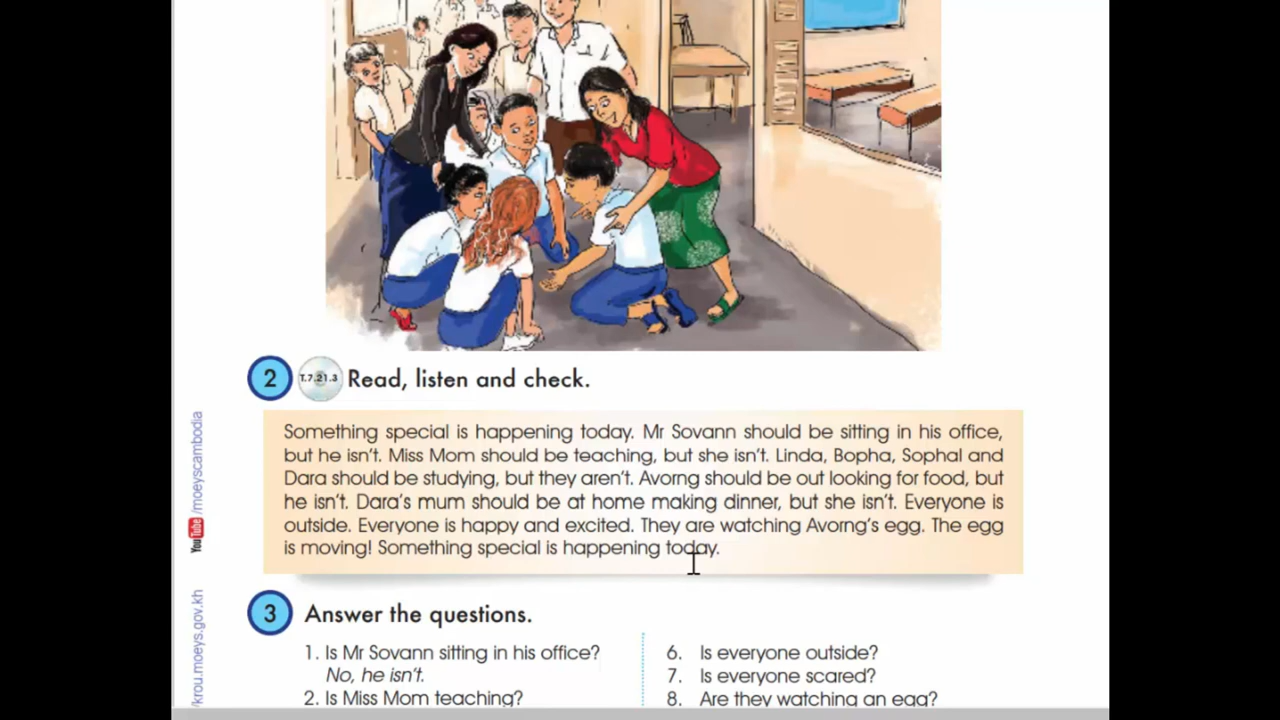 2 T.7.21.3 Read, listen and check.
Something special is happening today. Mr Sovann should be sitting in his office,
but he isn't. Miss Mom should be teaching, but she isn't. Linda, Bopha, Sophal and
Dara should be studying, but they aren't. Avorng should be out looking for food, but
he isn't. Dara's mum should be at home making dinner, but she isn't. Everyone is
outside. Everyone is happy and excited. They are watching Avorng's egg. The egg
is moving! Something special is happening today.
3 Answer the questions.
1. Is Mr Sovann sitting in his office?
No, he isn't.
2. Is Miss Mom teaching?
6. Is everyone outside?
7. Is everyone scared?
8. Are they watching an egg?
YouTube /moeyscambodia
/krou.moeys.gov.kh